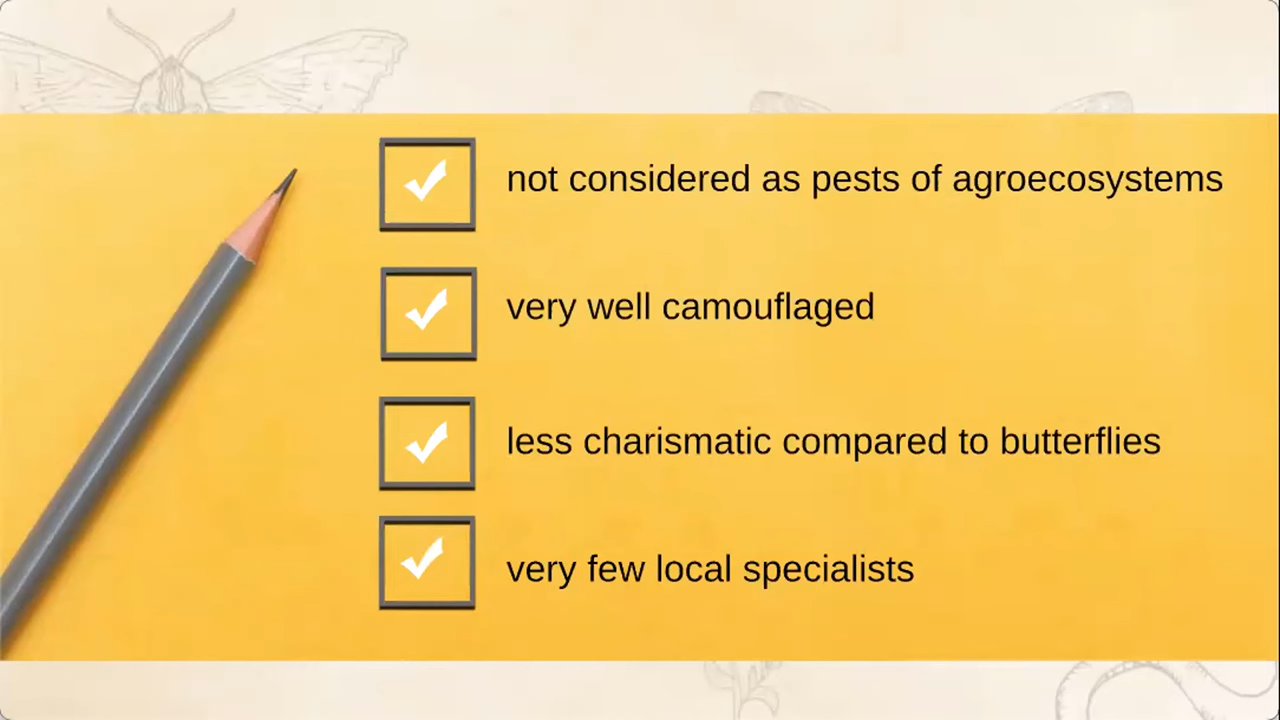 not considered as pests of agroecosystems
very well camouflaged
less charismatic compared to butterflies
very few local specialists